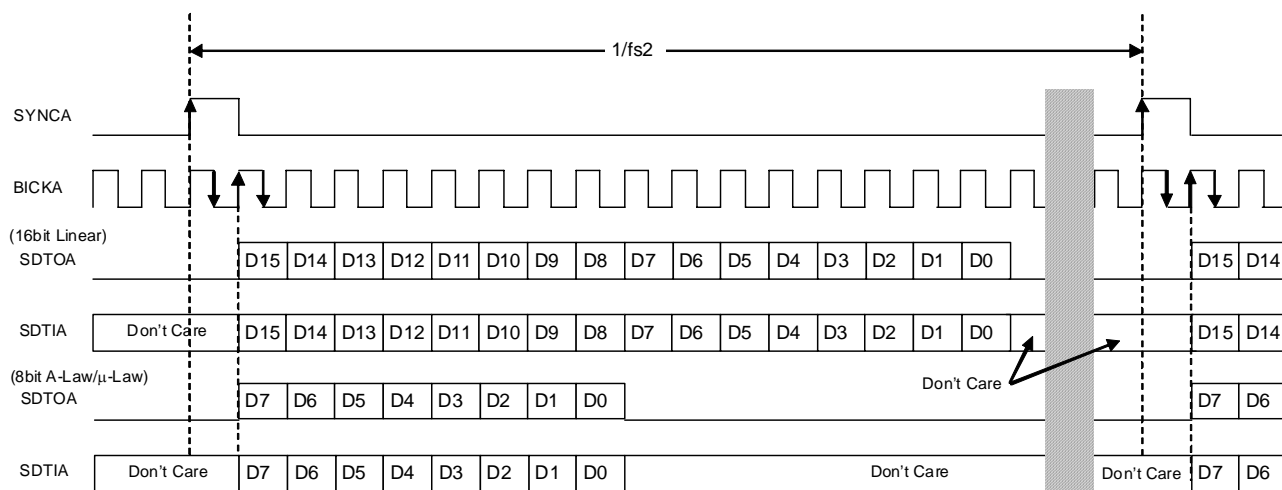 1/fs2
SYNCA
BICKA
(16bit Linear)
SDTOA
D15 D14 D13 D12 D11 D10 D9 D8 D7 D6 D5 D4 D3 D2 D1 D0 D15 D14
SDTIA
Don't Care D15 D14 D13 D12 D11 D10 D9 D8 D7 D6 D5 D4 D3 D2 D1 D0 D15 D14
Don't Care
(8bit A-Law/μ-Law)
SDTOA
D7 D6 D5 D4 D3 D2 D1 D0 D7 D6
SDTIA
Don't Care D7 D6 D5 D4 D3 D2 D1 D0 Don't Care Don't Care D7 D6